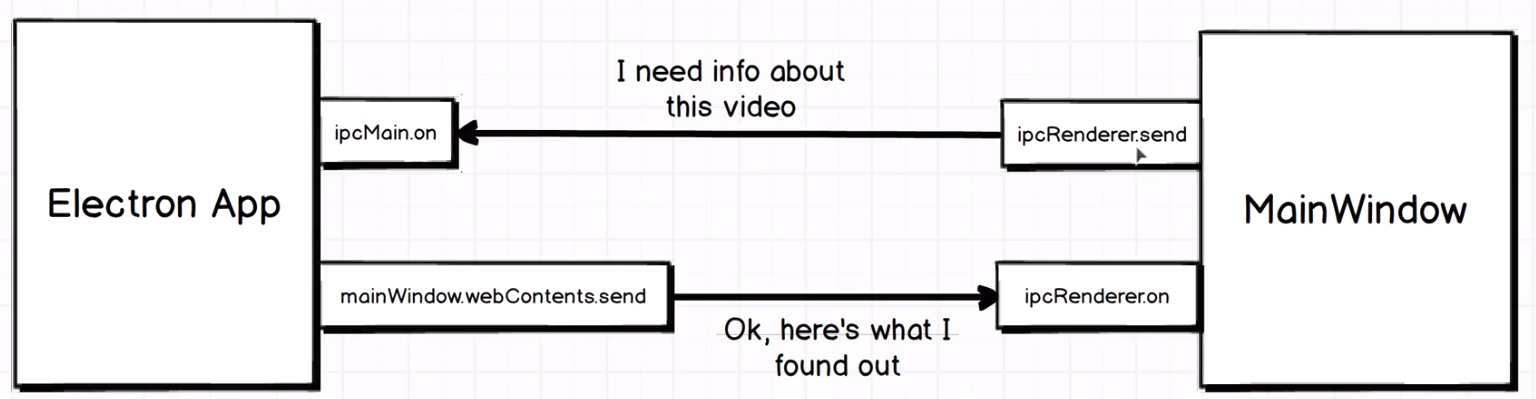 I need info about
this video
ipcMain.on
ipcRenderer.send
Electron App
MainWindow
mainWindow.webContents.send
ipcRenderer.on
Ok, here's what I
found out